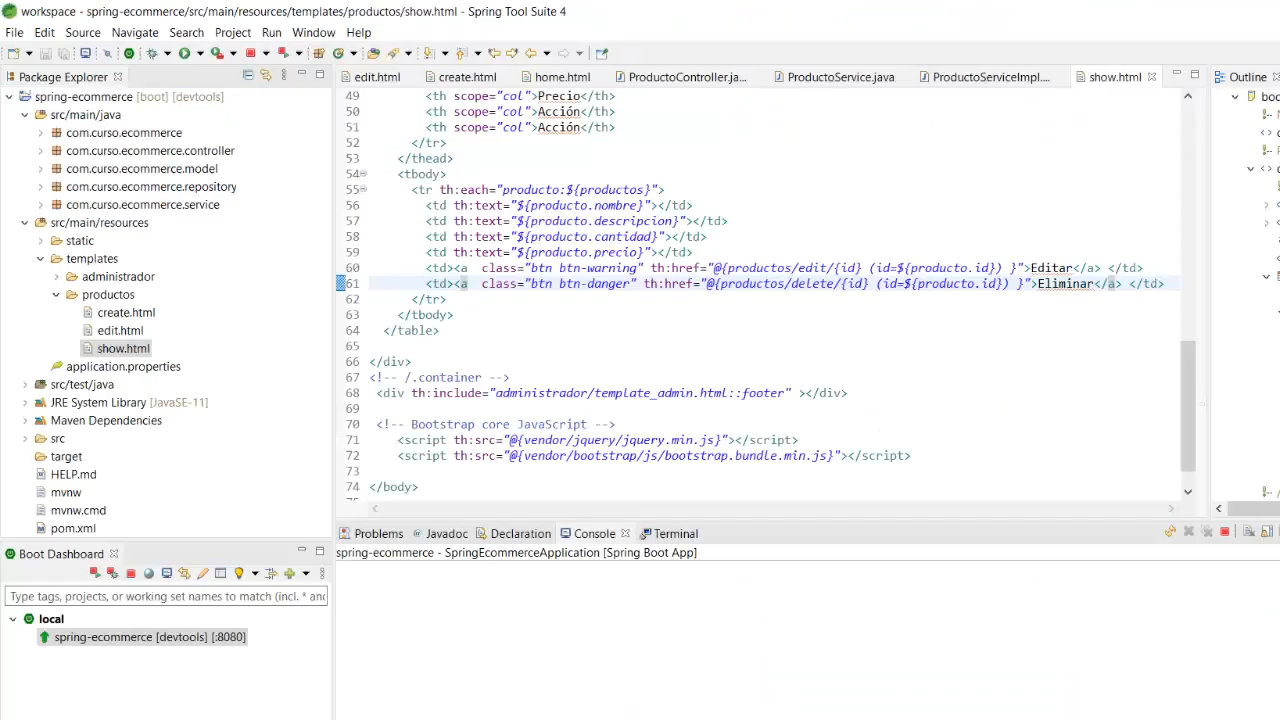 workspace - spring-ecommerce/src/main/resources/templates/productos/show.html - Spring Tool Suite 4
File Edit Source Navigate Search Project Run Window Help
Package Explorer
spring-ecommerce [boot] [devtools]
src/main/java
com.curso.ecommerce
com.curso.ecommerce.controller
com.curso.ecommerce.model
com.curso.ecommerce.repository
com.curso.ecommerce.service
src/main/resources
static
templates
administrador
productos
create.html
edit.html
show.html
application.properties
src/test/java
JRE System Library [JavaSE-11]
Maven Dependencies
src
target
HELP.md
mvnw
mvnw.cmd
pom.xml
Boot Dashboard
Type tags, projects, or working set names to match (incl. * and
local
spring-ecommerce [devtools] [:8080]
edit.html create.html home.html ProductoController.ja... ProductoService.java ProductoServiceImpl.... show.html
49 <th scope="col">Precio</th>
50 <th scope="col">Acción</th>
51 <th scope="col">Acción</th>
52 </tr>
53 </thead>
54 <tbody>
55 <tr th:each="producto:${productos}">
56 <td th:text="${producto.nombre}"></td>
57 <td th:text="${producto.descripcion}"></td>
58 <td th:text="${producto.cantidad}"></td>
59 <td th:text="${producto.precio}"></td>
60 <td><a  class="btn btn-warning" th:href="@{productos/edit/{id} (id=${producto.id}) }">Editar</a> </td>
61 <td><a  class="btn btn-danger" th:href="@{productos/delete/{id} (id=${producto.id}) }">Eliminar</a> </td>
62 </tr>
63 </tbody>
64 </table>
65
66 </div>
67 <!-- /.container -->
68 <div th:include="administrador/template_admin.html::footer" ></div>
69
70 <!-- Bootstrap core JavaScript -->
71 <script th:src="@{vendor/jquery/jquery.min.js}"></script>
72 <script th:src="@{vendor/bootstrap/js/bootstrap.bundle.min.js}"></script>
73
74 </body>
Outline
Problems Javadoc Declaration Console Terminal
spring-ecommerce - SpringEcommerceApplication [Spring Boot App]